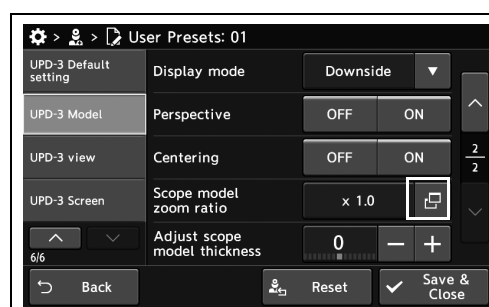 > > User Presets: 01
UPD-3 Default
setting
Display mode
Downside
UPD-3 Model
Perspective
OFF
ON
UPD-3 view
Centering
OFF
ON
2
2
UPD-3 Screen
Scope model
zoom ratio
x 1.0
6/6
Adjust scope
model thickness
0
Back
Reset
Save &
Close